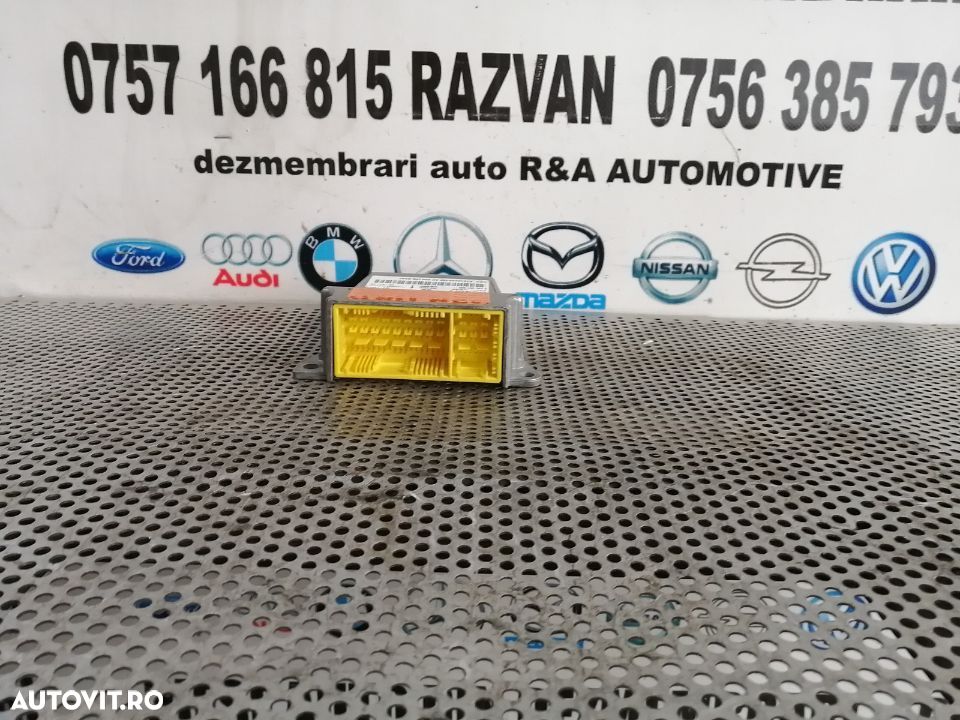 0757 166 815 RAZVAN 0756 385 793
dezmembrari auto R&A AUTOMOTIVE
Ford
Audi
BMW
mazda
NISSAN
AUTOVIT.RO